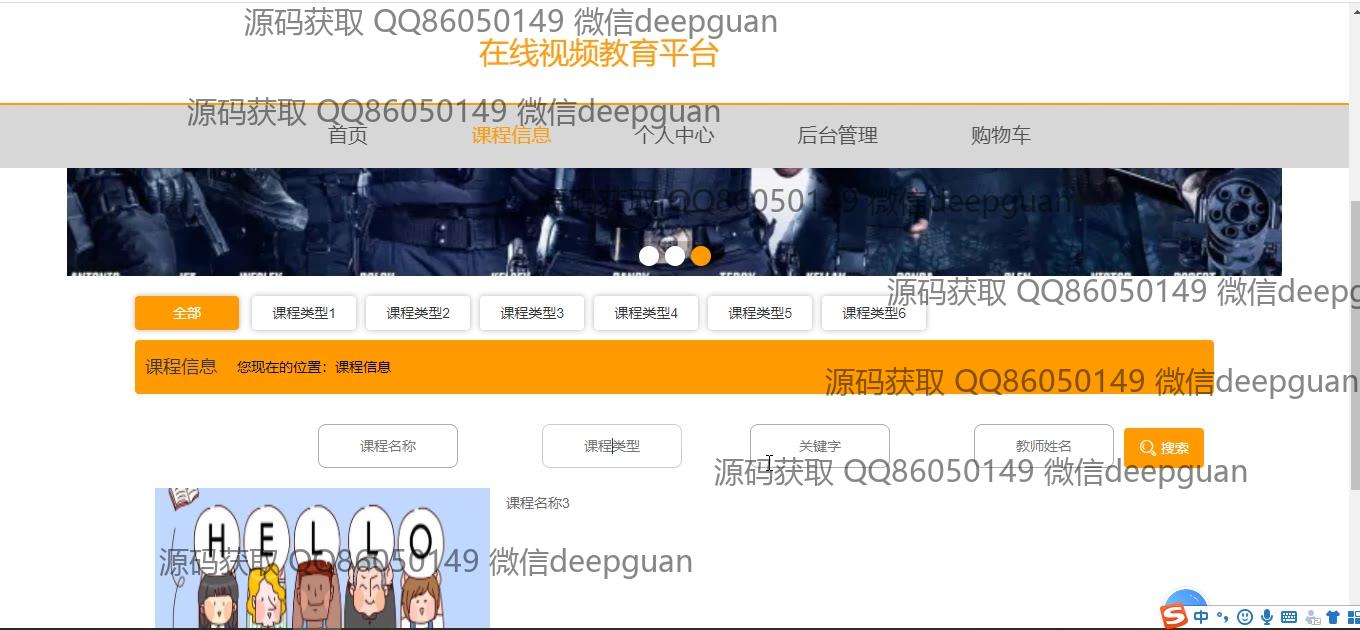 源码获取 QQ86050149 微信deepguan
在线视频教育平台
源码获取 QQ86050149 微信deepguan
首页 课程信息 个人中心 后台管理 购物车
源码获取 QQ86050149 微信deepguan
全部 课程类型1 课程类型2 课程类型3 课程类型4 课程类型5 课程类型6
源码获取 QQ86050149 微信deepg
课程信息 您现在的位置：课程信息
源码获取 QQ86050149 微信deepguan
课程名称 课程类型 关键字 教师姓名 搜索
源码获取 QQ86050149 微信deepguan
课程名称3
HELLO
源码获取 QQ86050149 微信deepguan
中